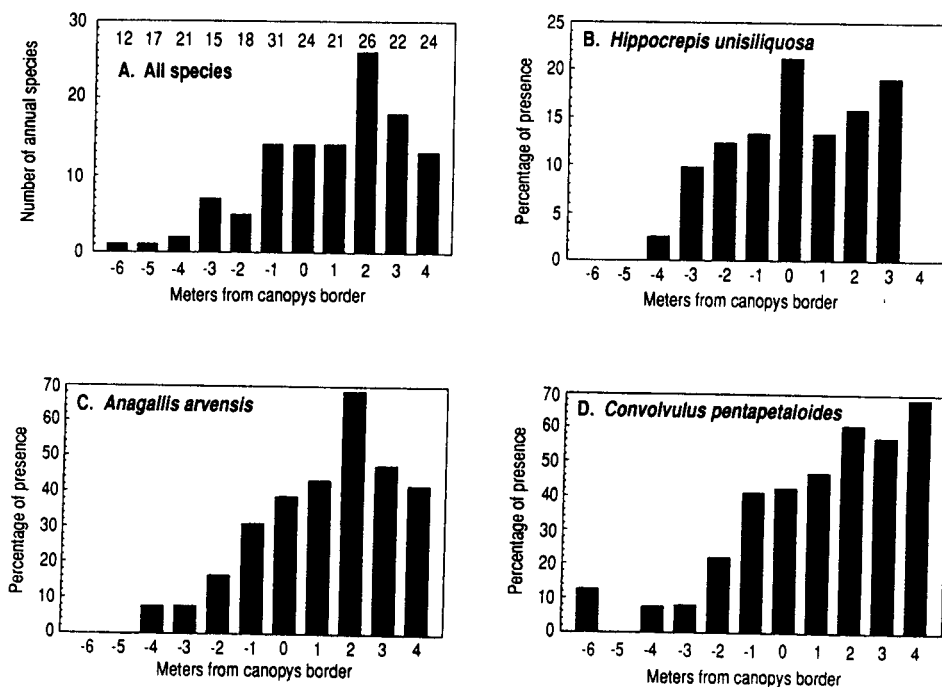 30
20
10
0
12 17 21 15 18 31 24 21 26 22 24
A. All species
Number of annual species
-6 -5 -4 -3 -2 -1 0 1 2 3 4
Meters from canopys border
25
20
15
10
5
0
B. Hippocrepis unisiliquosa
Percentage of presence
-6 -5 -4 -3 -2 -1 0 1 2 3 4
Meters from canopys border
70
60
50
40
30
20
10
0
C. Anagallis arvensis
Percentage of presence
-6 -5 -4 -3 -2 -1 0 1 2 3 4
Meters from canopys border
70
60
50
40
30
20
10
0
D. Convolvulus pentapetaloides
Percentage of presence
-6 -5 -4 -3 -2 -1 0 1 2 3 4
Meters from canopys border